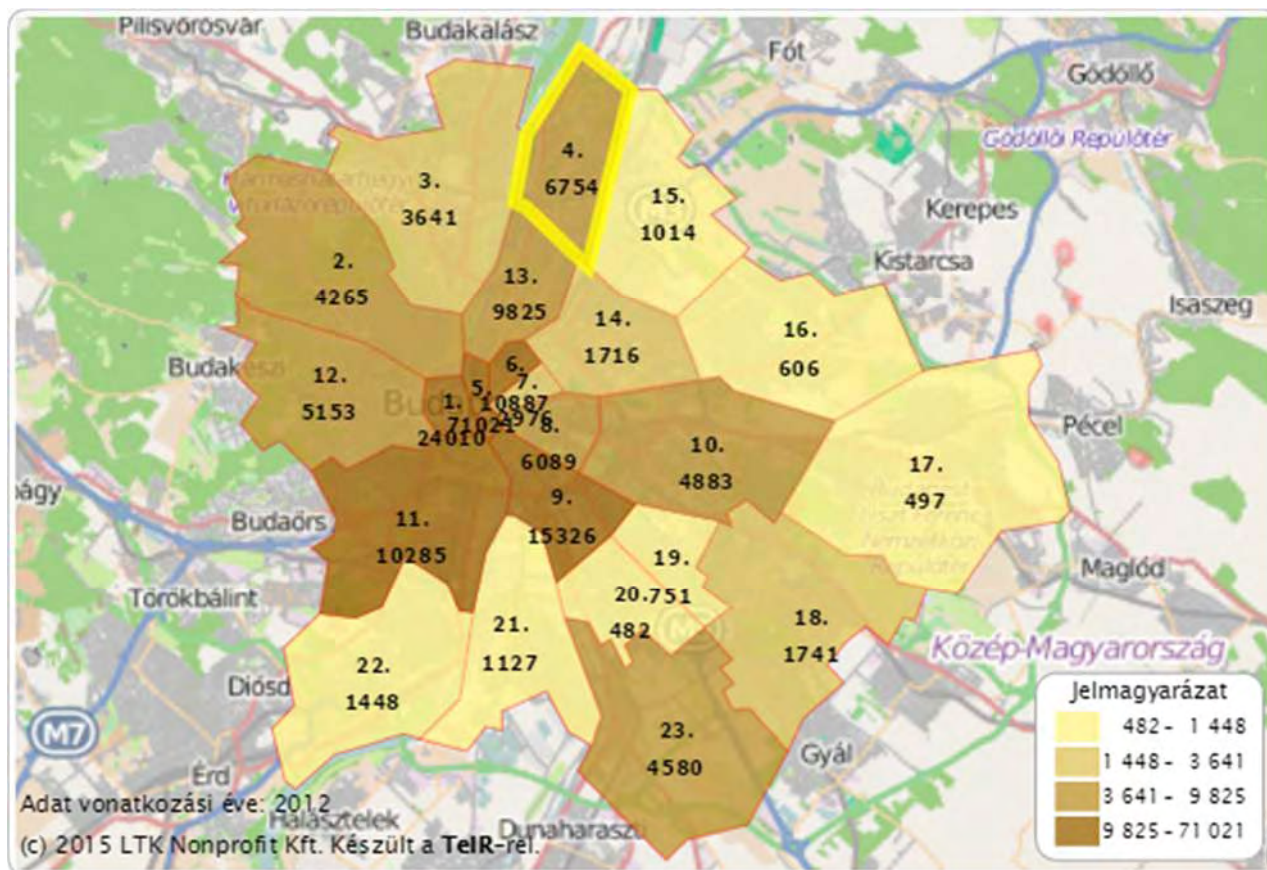 Pilisvörösvár
Budakalász
Fót
Gödöllő
Gödöllői Repülőtér
4.
6754
3.
3641
15.
1014
Kerepes
Kistarcsa
Isaszeg
2.
4265
13.
9825
14.
1716
16.
606
Budakeszi
12.
5153
6.
10887
7.
5.
1.
71021
24010
8.
6089
10.
4883
Pécel
17.
497
9.
15326
Budaörs
11.
10285
Törökbálint
19.
751
20.
482
Maglód
18.
1741
21.
1127
22.
1448
Diósd
Közép-Magyarország
M7
23.
4580
Gyál
Érd
Halásztelek
Dunaharaszti
Jelmagyarázat
482 - 1 448
1 448 - 3 641
3 641 - 9 825
9 825 - 71 021
Adat vonatkozási éve: 2012
(c) 2015 LTK Nonprofit Kft. Készült a TeIR-rel.